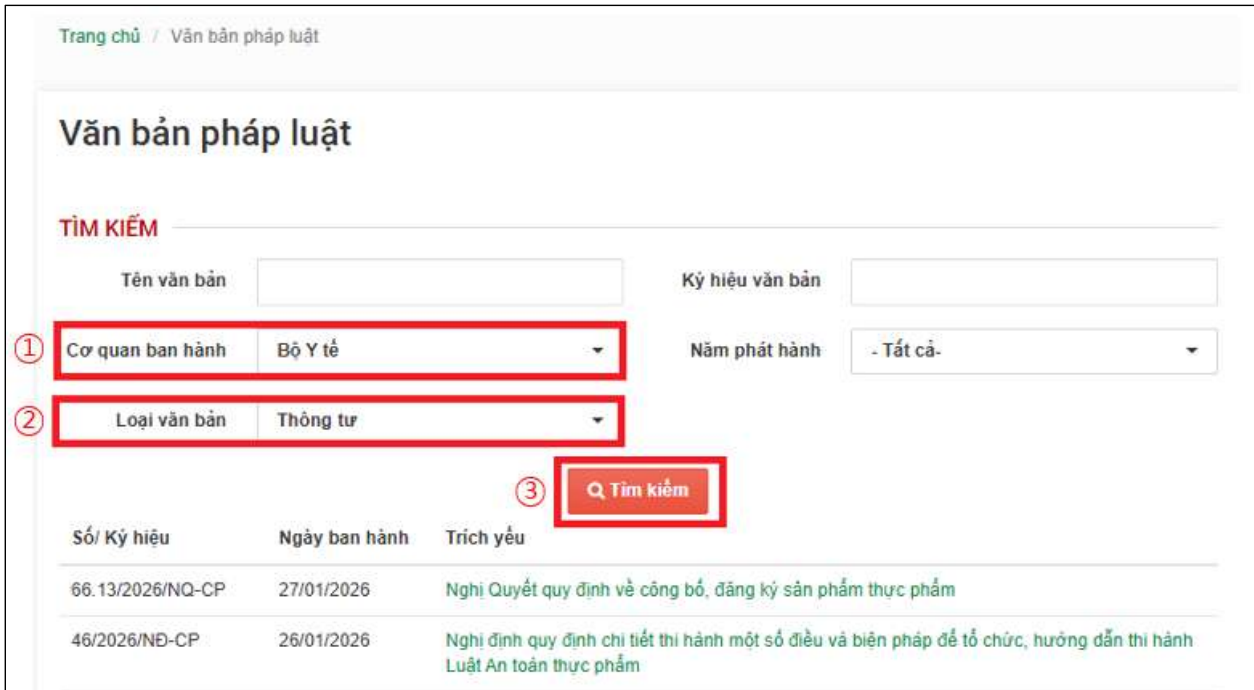 Trang chủ / Văn bản pháp luật
Văn bản pháp luật
TÌM KIẾM
Tên văn bản
Ký hiệu văn bản
① Cơ quan ban hành Bộ Y tế
Năm phát hành - Tất cả-
② Loại văn bản Thông tư
③ Tìm kiếm
Số/ Ký hiệu Ngày ban hành Trích yếu
66.13/2026/NQ-CP 27/01/2026 Nghị Quyết quy định về công bố, đăng ký sản phẩm thực phẩm
46/2026/NĐ-CP 26/01/2026 Nghị định quy định chi tiết thi hành một số điều và biện pháp để tổ chức, hướng dẫn thi hành
Luật An toàn thực phẩm